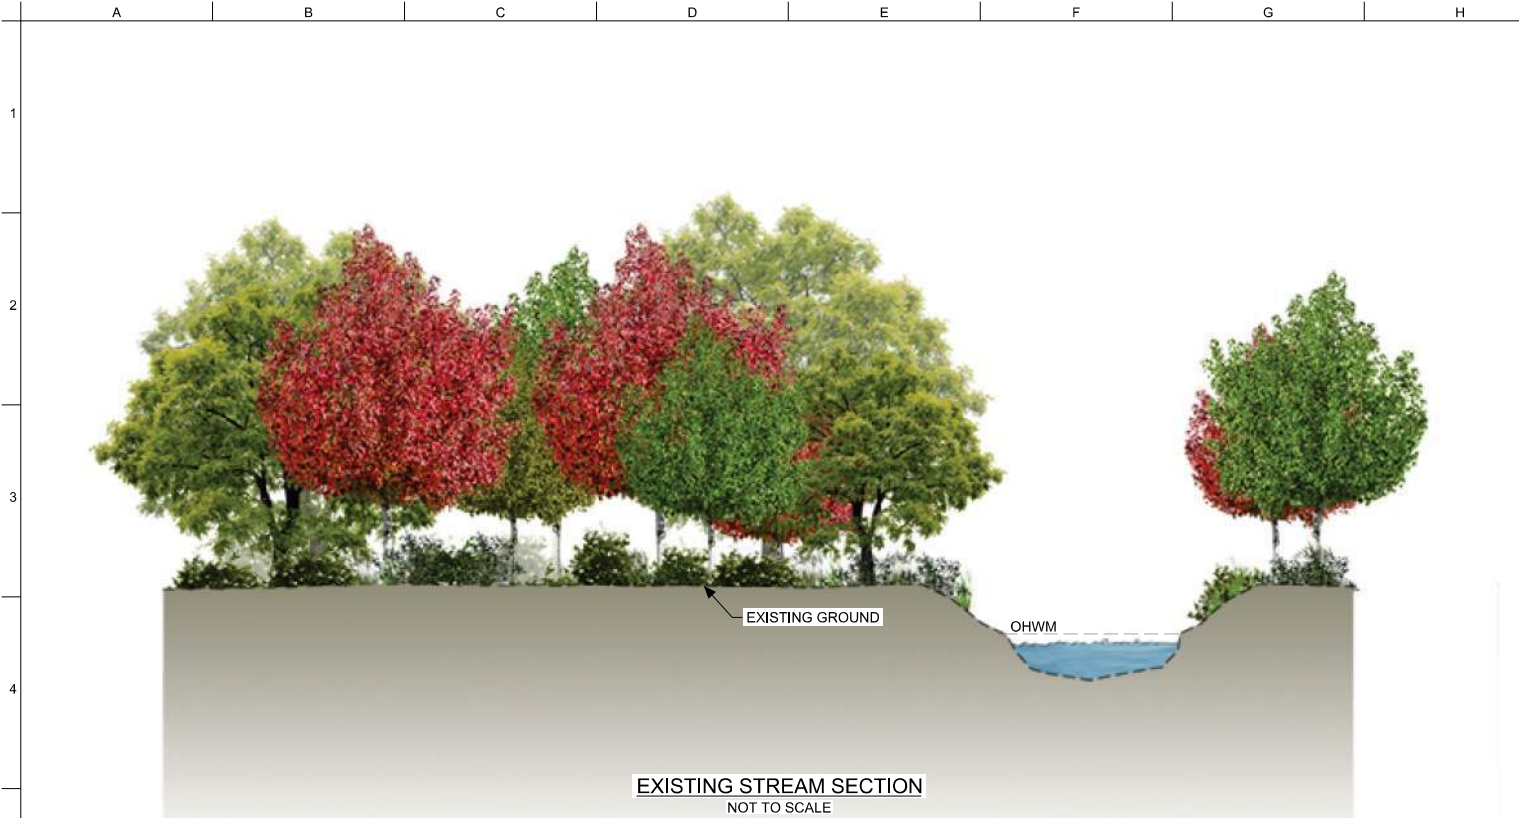 A B C D E F G H
1
2
3
EXISTING GROUND
OHWM
4
EXISTING STREAM SECTION
NOT TO SCALE